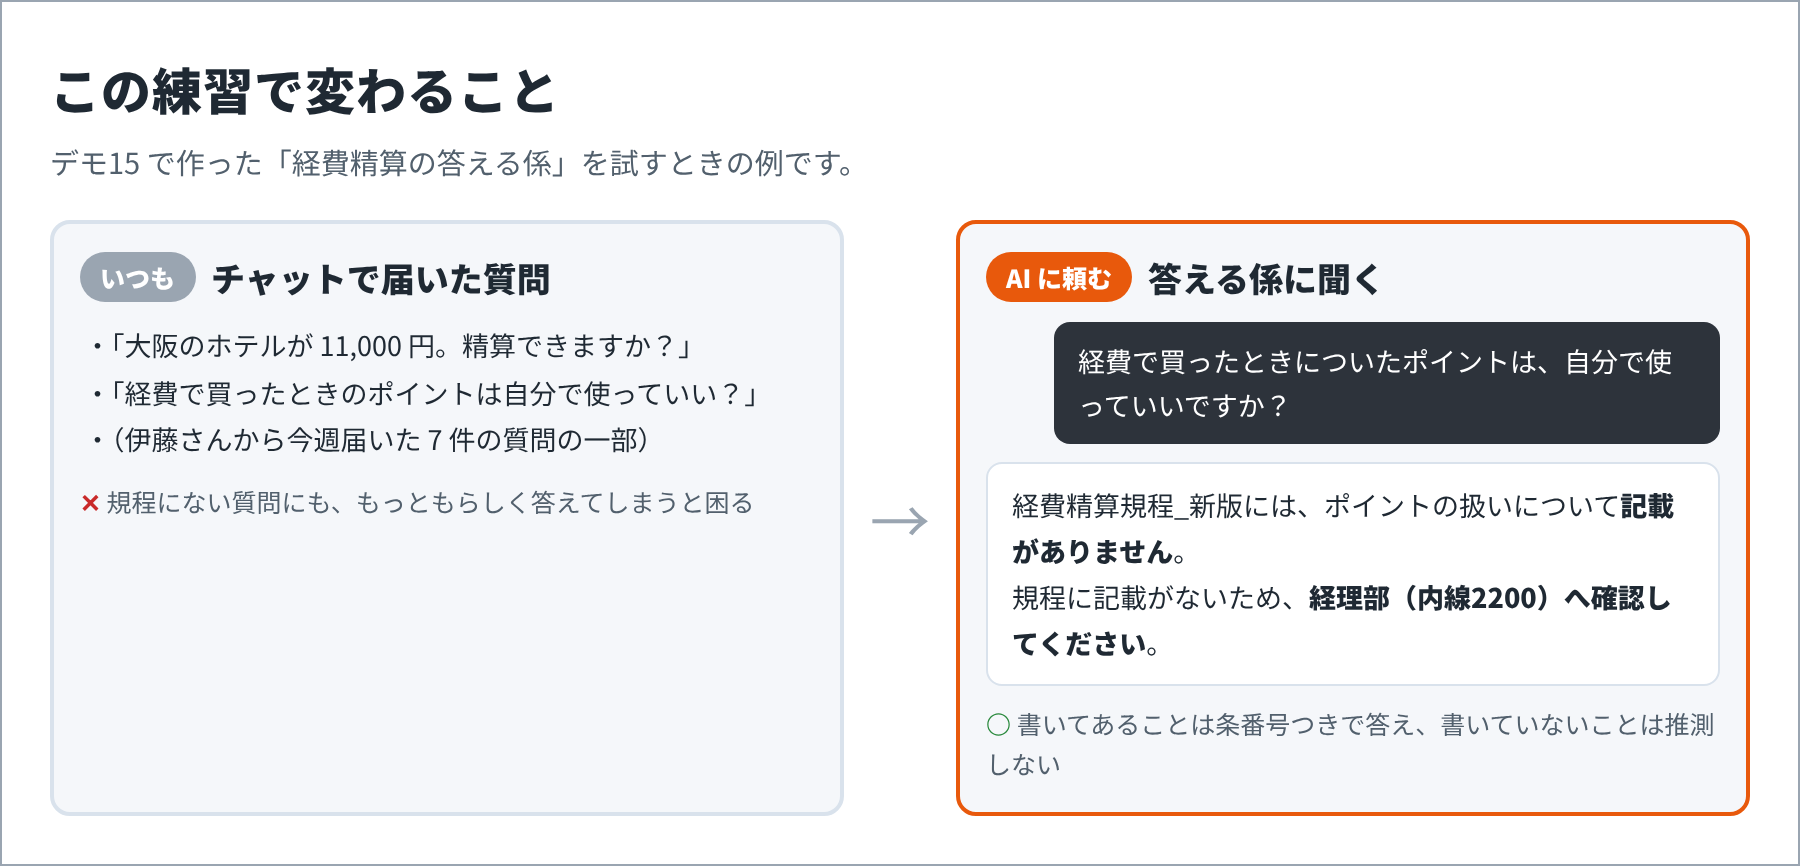 この練習で変わること
デモ15 で作った「経費精算の答える係」を試すときの例です。
いつも チャットで届いた質問
・「大阪のホテルが 11,000 円。精算できますか？」
・「経費で買ったときのポイントは自分で使っていい？」
・（伊藤さんから今週届いた 7 件の質問の一部）
✕ 規程にない質問にも、もっともらしく答えてしまうと困る
→
AI に頼む 答える係に聞く
経費で買ったときについたポイントは、自分で使
っていいですか？
経費精算規程_新版には、ポイントの扱いについて記載
がありません。
規程に記載がないため、経理部（内線2200）へ確認し
てください。
○ 書いてあることは条番号つきで答え、書いていないことは推測
しない